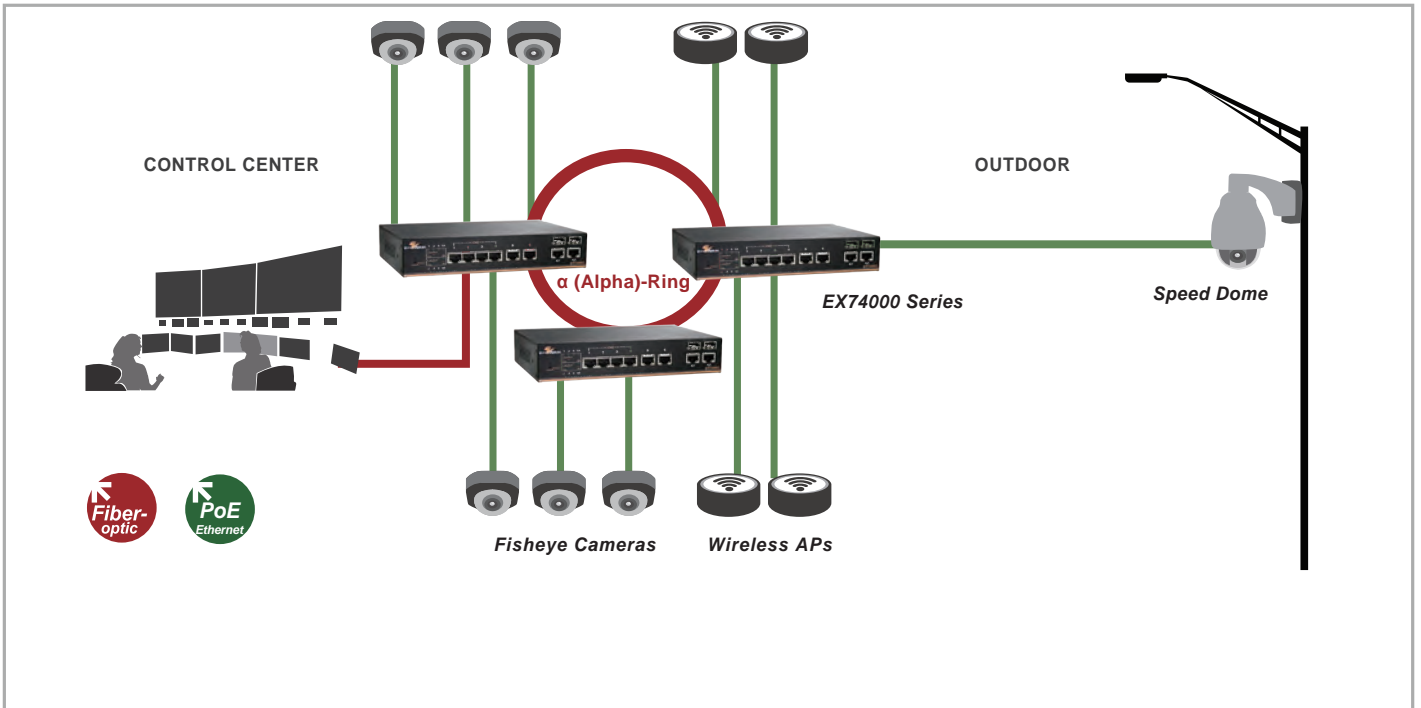 CONTROL CENTER
OUTDOOR
α (Alpha)-Ring
EX74000 Series
Speed Dome
Fiber-
optic
PoE
Ethernet
Fisheye Cameras
Wireless APs